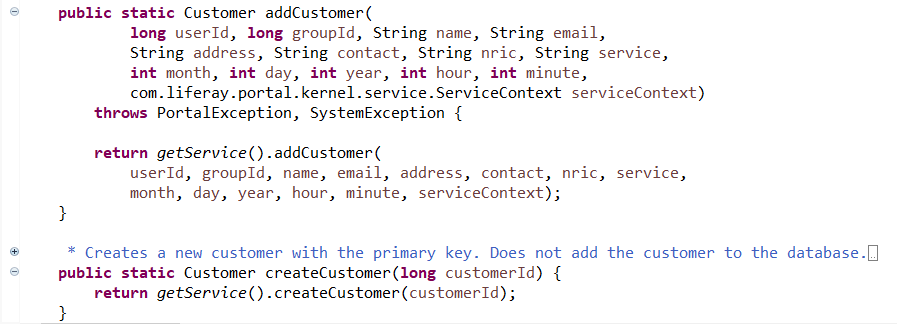 public static Customer addCustomer(
long userId, long groupId, String name, String email,
String address, String contact, String nric, String service,
int month, int day, int year, int hour, int minute,
com.liferay.portal.kernel.service.ServiceContext serviceContext)
throws PortalException, SystemException {
return getService().addCustomer(
userId, groupId, name, email, address, contact, nric, service,
month, day, year, hour, minute, serviceContext);
}
* Creates a new customer with the primary key. Does not add the customer to the database.
public static Customer createCustomer(long customerId) {
return getService().createCustomer(customerId);
}